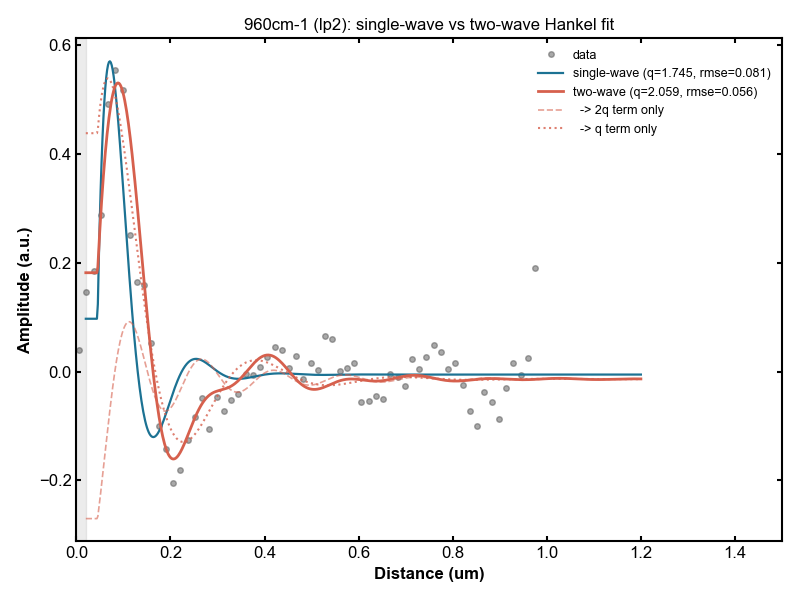 960cm-1 (lp2): single-wave vs two-wave Hankel fit
data
single-wave (q=1.745, rmse=0.081)
two-wave (q=2.059, rmse=0.056)
-> 2q term only
-> q term only
Amplitude (a.u.)
0.6
0.4
0.2
0.0
−0.2
0.0 0.2 0.4 0.6 0.8 1.0 1.2 1.4
Distance (um)